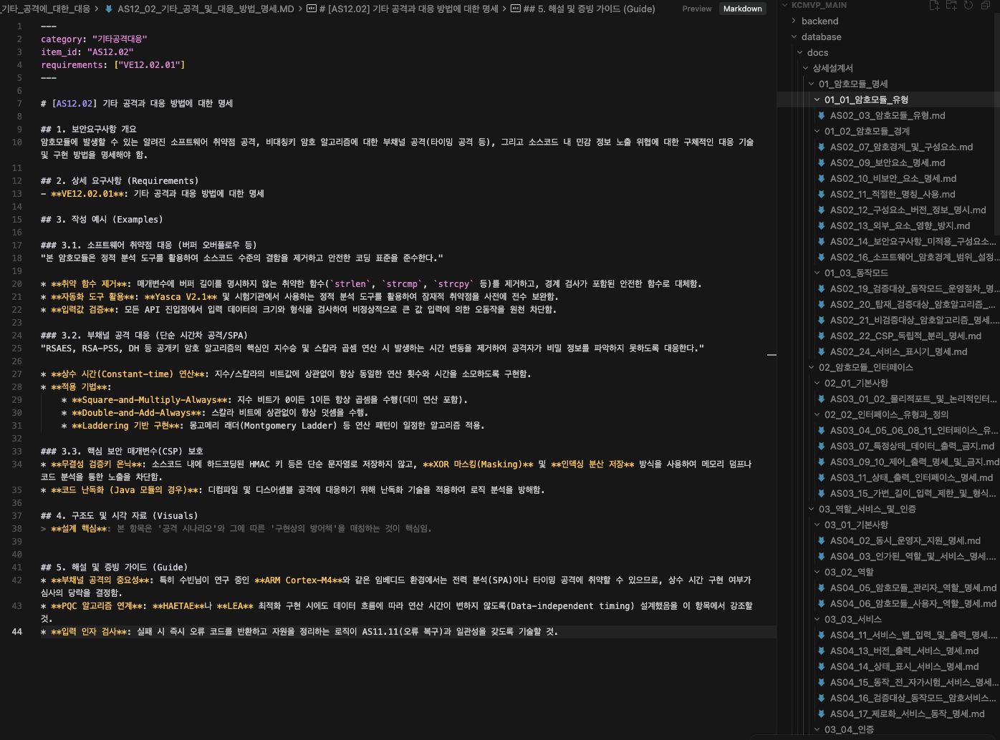 _기타_공격에_대한_대응 > AS12_02_기타_공격_및_대응_방법_명세.MD > # [AS12.02] 기타 공격과 대응 방법에 대한 명세 > ## 5. 해설 및 증빙 가이드 (Guide)
Preview Markdown
1 ---
2 category: "기타공격대응"
3 item_id: "AS12.02"
4 requirements: ["VE12.02.01"]
5 ---
6
7 # [AS12.02] 기타 공격과 대응 방법에 대한 명세
8
9 ## 1. 보안요구사항 개요
10 암호모듈에 발생할 수 있는 알려진 소프트웨어 취약점 공격, 비대칭키 암호 알고리즘에 대한 부채널 공격(타이밍 공격 등), 그리고 소스코드 내 민감 정보 노출 위협에 대한 구체적인 대응 기술
및 구현 방법을 명세해야 함.
11
12 ## 2. 상세 요구사항 (Requirements)
13 - **VE12.02.01**: 기타 공격과 대응 방법에 대한 명세
14
15 ## 3. 작성 예시 (Examples)
16
17 ### 3.1. 소프트웨어 취약점 대응 (버퍼 오버플로우 등)
18 "본 암호모듈은 정적 분석 도구를 활용하여 소스코드 수준의 결함을 제거하고 안전한 코딩 표준을 준수한다."
19
20 * **취약 함수 제거**: 매개변수에 버퍼 길이를 명시하지 않는 취약한 함수(`strlen`, `strcmp`, `strcpy` 등)를 제거하고, 경계 검사가 포함된 안전한 함수로 대체함.
21 * **자동화 도구 활용**: **Yasca V2.1** 및 시험기관에서 사용하는 정적 분석 도구를 활용하여 잠재적 취약점을 사전에 전수 보완함.
22 * **입력값 검증**: 모든 API 진입점에서 입력 데이터의 크기와 형식을 검사하여 비정상적으로 큰 값 입력에 의한 오동작을 원천 차단함.
23
24 ### 3.2. 부채널 공격 대응 (단순 시간차 공격/SPA)
25 "RSAES, RSA-PSS, DH 등 공개키 암호 알고리즘의 핵심인 지수승 및 스칼라 곱셈 연산 시 발생하는 시간 변동을 제거하여 공격자가 비밀 정보를 파악하지 못하도록 대응한다."
26
27 * **상수 시간(Constant-time) 연산**: 지수/스칼라의 비트값에 상관없이 항상 동일한 연산 횟수와 시간을 소모하도록 구현함.
28 * **적용 기법**:
29 * **Square-and-Multiply-Always**: 지수 비트가 0이든 1이든 항상 곱셈을 수행(더미 연산 포함).
30 * **Double-and-Add-Always**: 스칼라 비트에 상관없이 항상 덧셈을 수행.
31 * **Laddering 기반 구현**: 몽고메리 래더(Montgomery Ladder) 등 연산 패턴이 일정한 알고리즘 적용.
32
33 ### 3.3. 핵심 보안 매개변수(CSP) 보호
34 * **무결성 검증키 은닉**: 소스코드 내에 하드코딩된 HMAC 키 등은 단순 문자열로 저장하지 않고, **XOR 마스킹(Masking)** 및 **인덱싱 분산 저장** 방식을 사용하여 메모리 덤프나
코드 분석을 통한 노출을 차단함.
35 * **코드 난독화 (Java 모듈의 경우)**: 디컴파일 및 디스어셈블 공격에 대응하기 위해 난독화 기술을 적용하여 로직 분석을 방해함.
36
37 ## 4. 구조도 및 시각 자료 (Visuals)
38 > **설계 핵심**: 본 항목은 '공격 시나리오'와 그에 따른 '구현상의 방어책'을 매칭하는 것이 핵심임.
39
40
41 ## 5. 해설 및 증빙 가이드 (Guide)
42 * **부채널 공격의 중요성**: 특히 수빈님이 연구 중인 **ARM Cortex-M4**와 같은 임베디드 환경에서는 전력 분석(SPA)이나 타이밍 공격에 취약할 수 있으므로, 상수 시간 구현 여부가
심사의 당락을 결정함.
43 * **PQC 알고리즘 연계**: **HAETAE**나 **LEA** 최적화 구현 시에도 데이터 흐름에 따라 연산 시간이 변하지 않도록(Data-independent timing) 설계했음을 이 항목에서 강조할
것.
44 * **입력 인자 검사**: 실패 시 즉시 오류 코드를 반환하고 자원을 정리하는 로직이 AS11.11(오류 복구)과 일관성을 갖도록 기술할 것.
KCMVP_MAIN
backend
database
docs
상세설계서
01_암호모듈_명세
01_01_암호모듈_유형
AS02_03_암호모듈_유형.md
01_02_암호모듈_경계
AS02_07_암호경계_및_구성요소.md
AS02_09_보안요소_명세.md
AS02_10_비보안_요소_명세.md
AS02_11_적절한_명칭_사용.md
AS02_12_구성요소_버전_정보_명시.md
AS02_13_외부_요소_영향_방지.md
AS02_14_보안요구사항_미적용_구성요소...
AS02_16_소프트웨어_암호경계_범위_설정...
01_03_동작모드
AS02_19_검증대상_동작모드_운영절차_명...
AS02_20_탑재_검증대상_암호알고리즘_...
AS02_21_비검증대상_암호알고리즘_명세....
AS02_22_CSP_독립적_분리_명세.md
AS02_24_서비스_표시기_명세.md
02_암호모듈_인터페이스
02_01_기본사항
AS03_01_02_물리적포트_및_논리적인터...
02_02_인터페이스_유형과_정의
AS03_04_05_06_08_11_인터페이스_유...
AS03_07_특정상태_데이터_출력_금지.md
AS03_09_10_제어_출력_명세_및_금지.md
AS03_11_상태_출력_인터페이스_명세.md
AS03_15_가변_길이_입력_제한_및_형식...
03_역할_서비스_및_인증
03_01_기본사항
AS04_02_동시_운영자_지원_명세.md
AS04_03_인가된_역할_및_서비스_명세....
03_02_역할
AS04_05_암호모듈_관리자_역할_명세.md
AS04_06_암호모듈_사용자_역할_명세.md
03_03_서비스
AS04_11_서비스_별_입력_및_출력_명세....
AS04_13_버전_출력_서비스_명세.md
AS04_14_상태_표시_서비스_명세.md
AS04_15_동작_전_자가시험_서비스_명세...
AS04_16_검증대상_동작모드_암호서비스...
AS04_17_제로화_서비스_동작_명세.md
03_04_인증